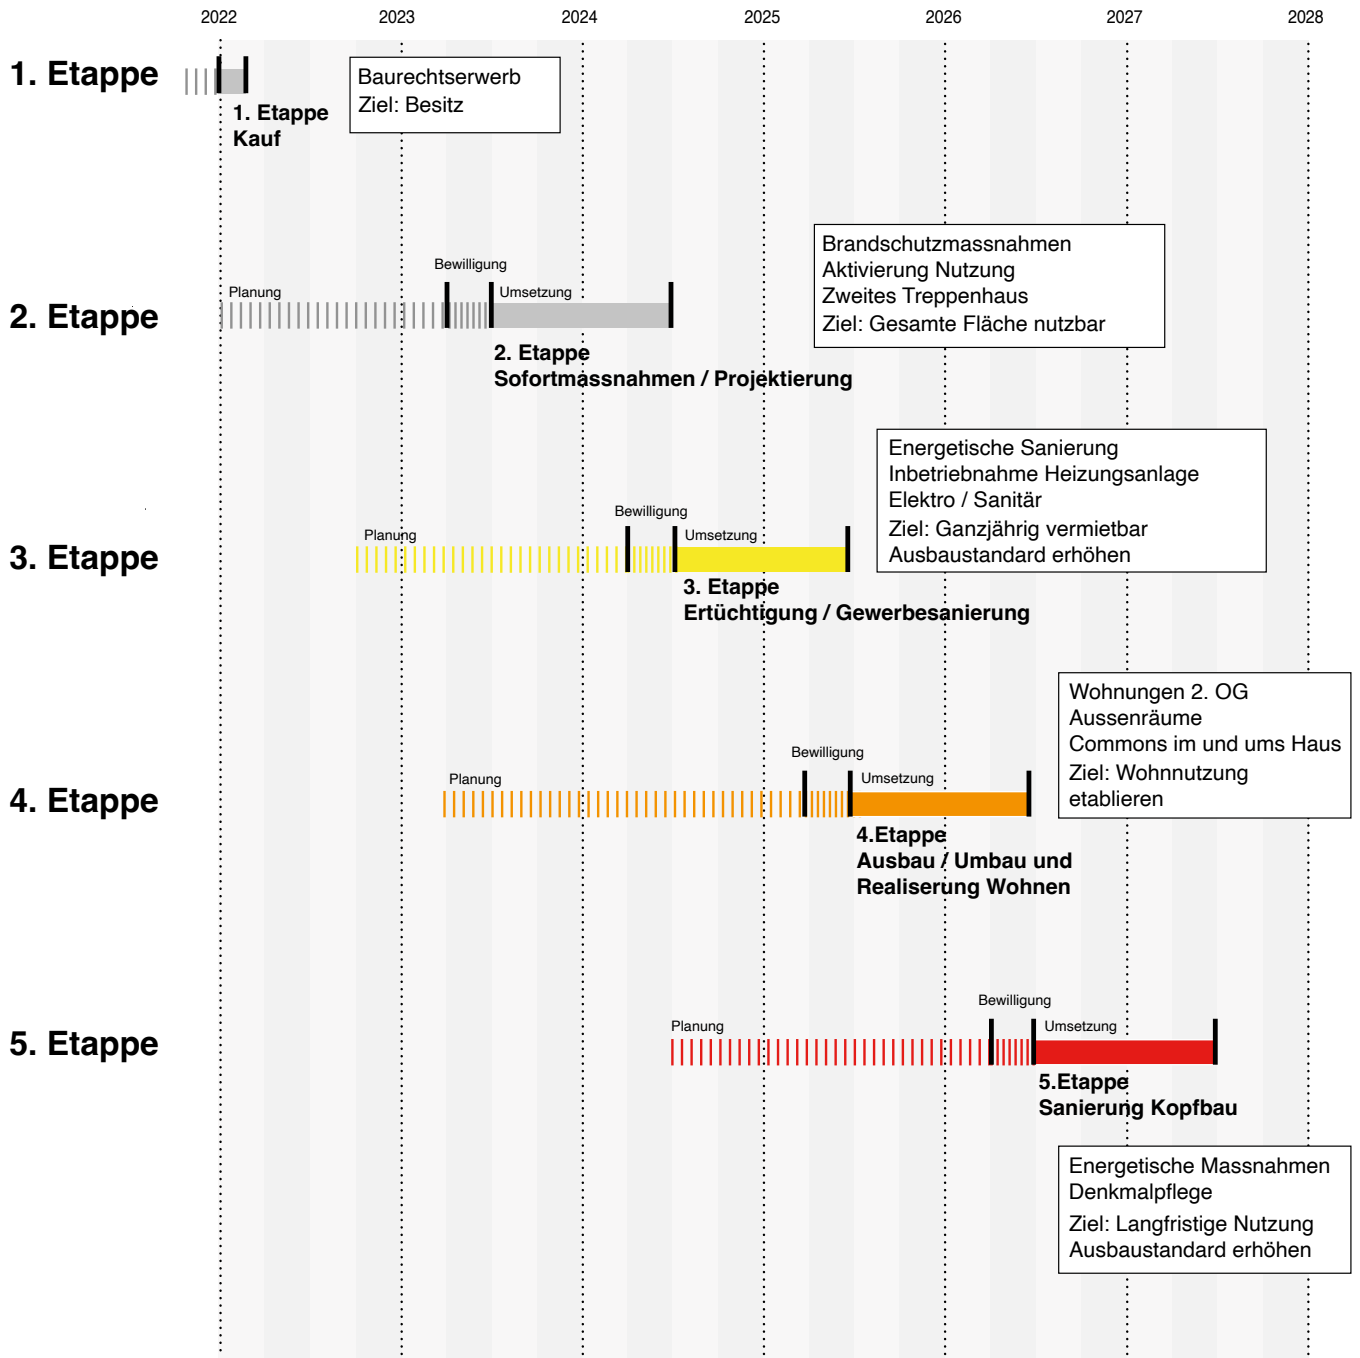 2022 2023 2024 2025 2026 2027 2028
1. Etappe
1. Etappe
Kauf
Baurechtserwerb
Ziel: Besitz
2. Etappe
Planung
Bewilligung
Umsetzung
2. Etappe
Sofortmassnahmen / Projektierung
Brandschutzmassnahmen
Aktivierung Nutzung
Zweites Treppenhaus
Ziel: Gesamte Fläche nutzbar
3. Etappe
Planung
Bewilligung
Umsetzung
3. Etappe
Ertüchtigung / Gewerbesanierung
Energetische Sanierung
Inbetriebnahme Heizungsanlage
Elektro / Sanitär
Ziel: Ganzjährig vermietbar
Ausbaustandard erhöhen
4. Etappe
Planung
Bewilligung
Umsetzung
4.Etappe
Ausbau / Umbau und
Realiserung Wohnen
Wohnungen 2. OG
Aussenräume
Commons im und ums Haus
Ziel: Wohnnutzung
etablieren
5. Etappe
Planung
Bewilligung
Umsetzung
5.Etappe
Sanierung Kopfbau
Energetische Massnahmen
Denkmalpflege
Ziel: Langfristige Nutzung
Ausbaustandard erhöhen